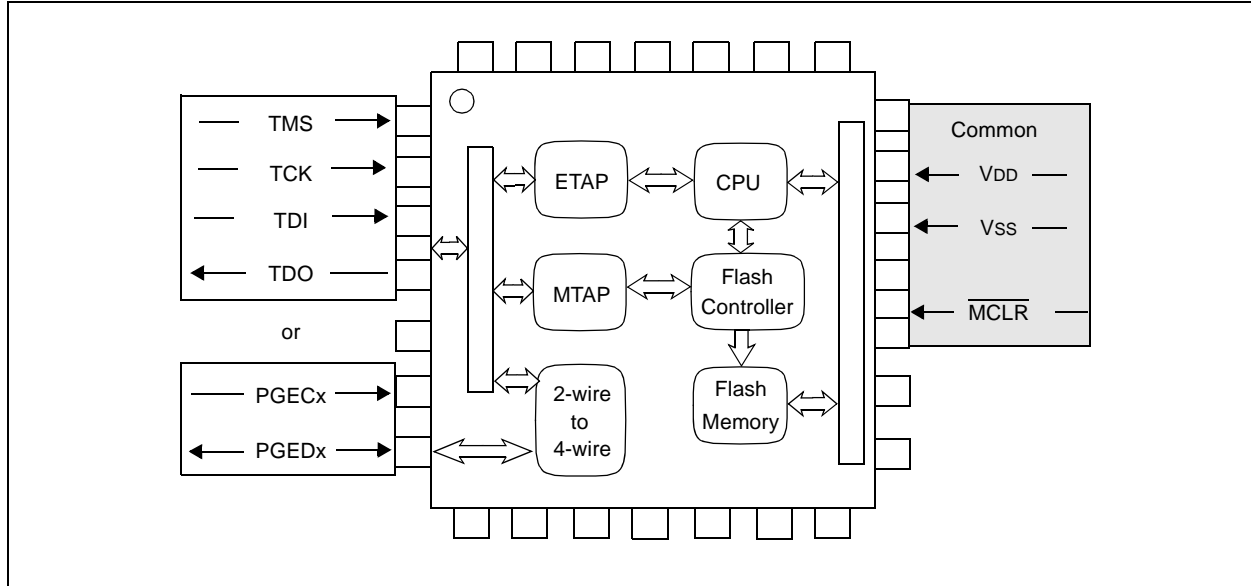 TMS
TCK
TDI
TDO
or
PGECx
PGEDx
ETAP
MTAP
2-wire
to
4-wire
CPU
Flash
Controller
Flash
Memory
Common
VDD
VSS
MCLR